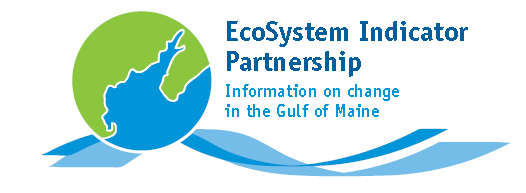 EcoSystem Indicator
Partnership
Information on change
in the Gulf of Maine